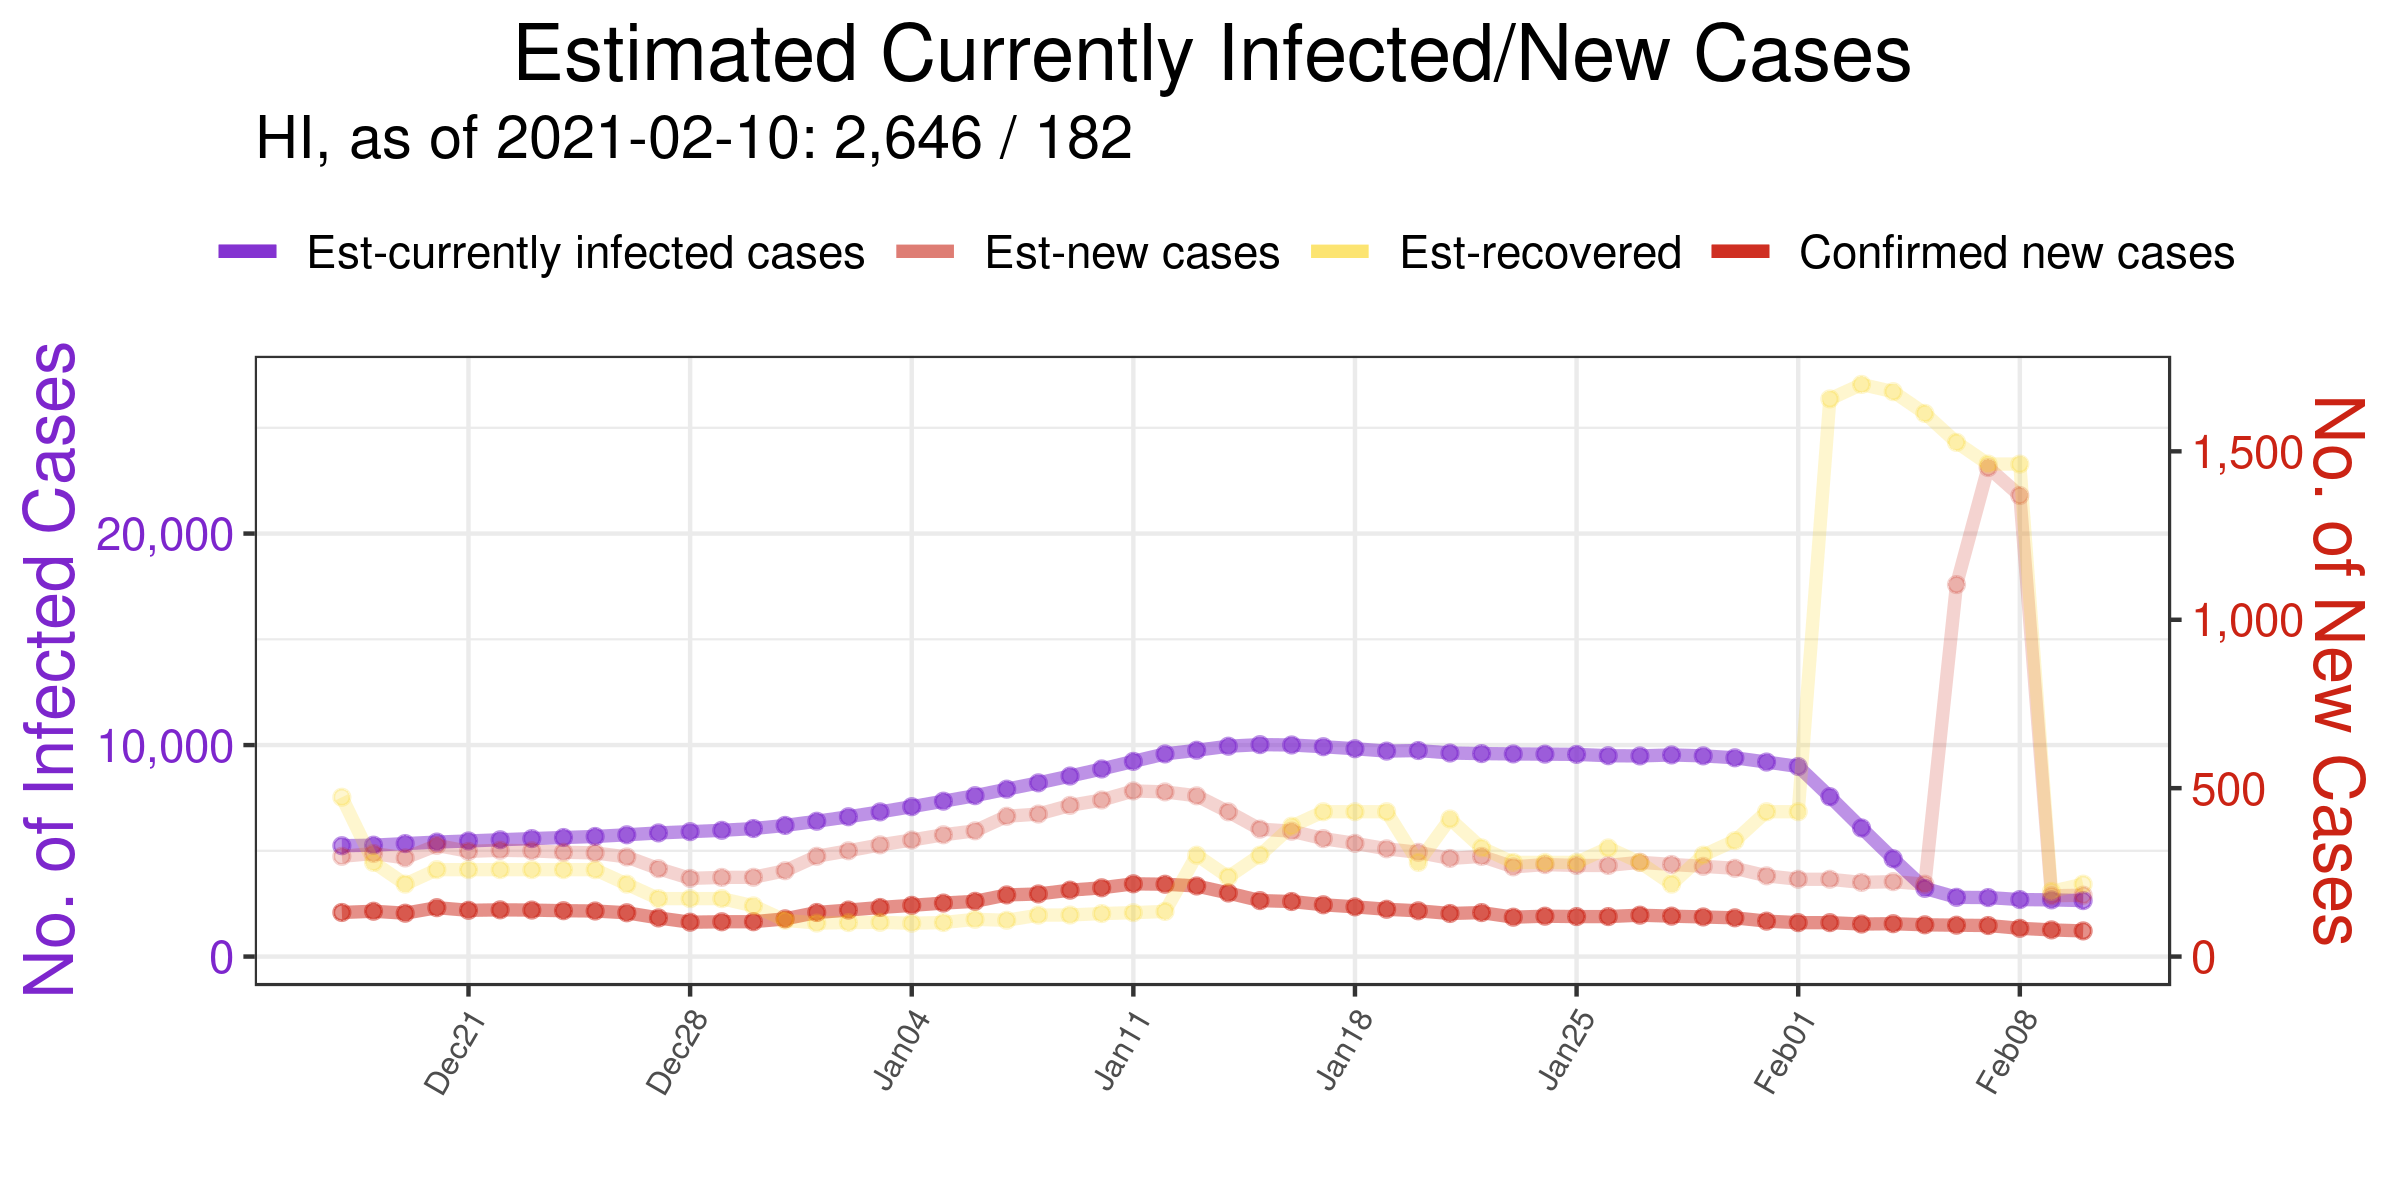 Estimated Currently Infected/New Cases
HI, as of 2021-02-10: 2,646 / 182
Est-currently infected cases Est-new cases Est-recovered Confirmed new cases
No. of Infected Cases
20,000
10,000
0
1,500
1,000
500
0
No. of New Cases
Dec21 Dec28 Jan04 Jan11 Jan18 Jan25 Feb01 Feb08